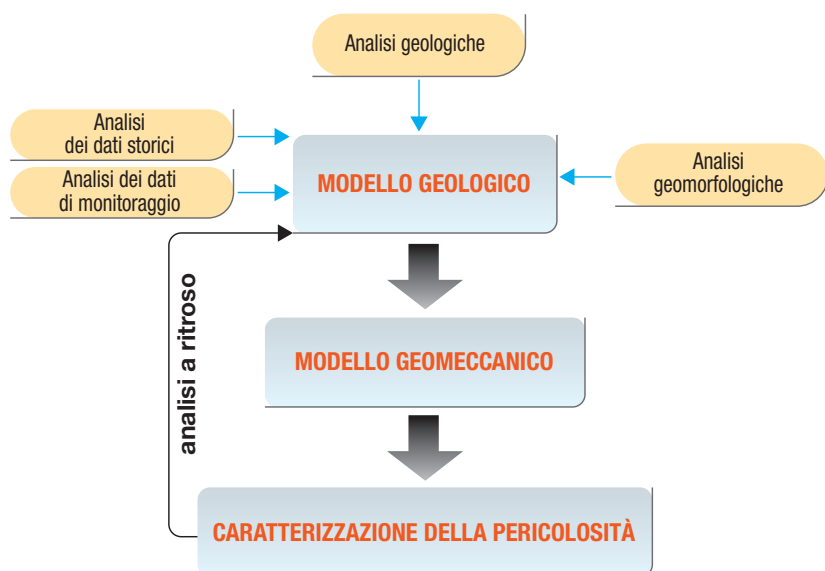 Analisi geologiche
Analisi
dei dati storici
Analisi dei dati
di monitoraggio
MODELLO GEOLOGICO
Analisi
geomorfologiche
analisi a ritroso
MODELLO GEOMECCANICO
CARATTERIZZAZIONE DELLA PERICOLOSITÀ